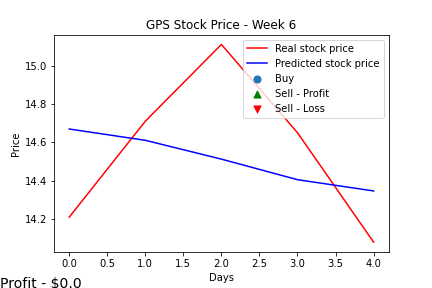 GPS Stock Price - Week 6
Real stock price
Predicted stock price
Buy
Sell - Profit
Sell - Loss
Price
15.0
14.8
14.6
14.4
14.2
0.0 0.5 1.0 1.5 2.0 2.5 3.0 3.5 4.0
Days
Profit - $0.0